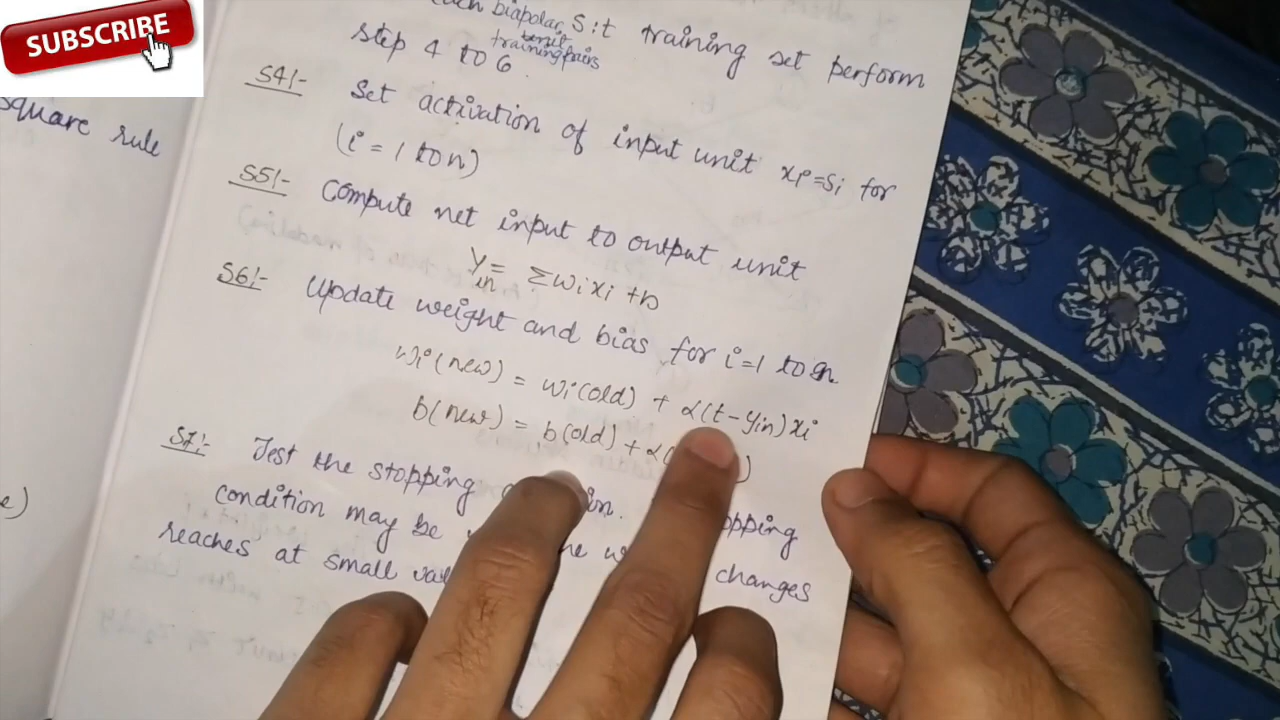 SUBSCRIBE
square rule
each biapolar S:t training set perform
tenit
training pairs
step 4 to 6.
S4/:- Set activation of input unit xi=si for
(i = 1 to n)
S5/:- Compute net input to output unit
Yin = Σwixi + b
S6/:- Update weight and bias for i=1 to n
wi(new) = wi(old) + α(t-yin)xi
b(new) = b(old) + α( )
S7/:- Test the stopping
condition may be changes
reaches at small
e)